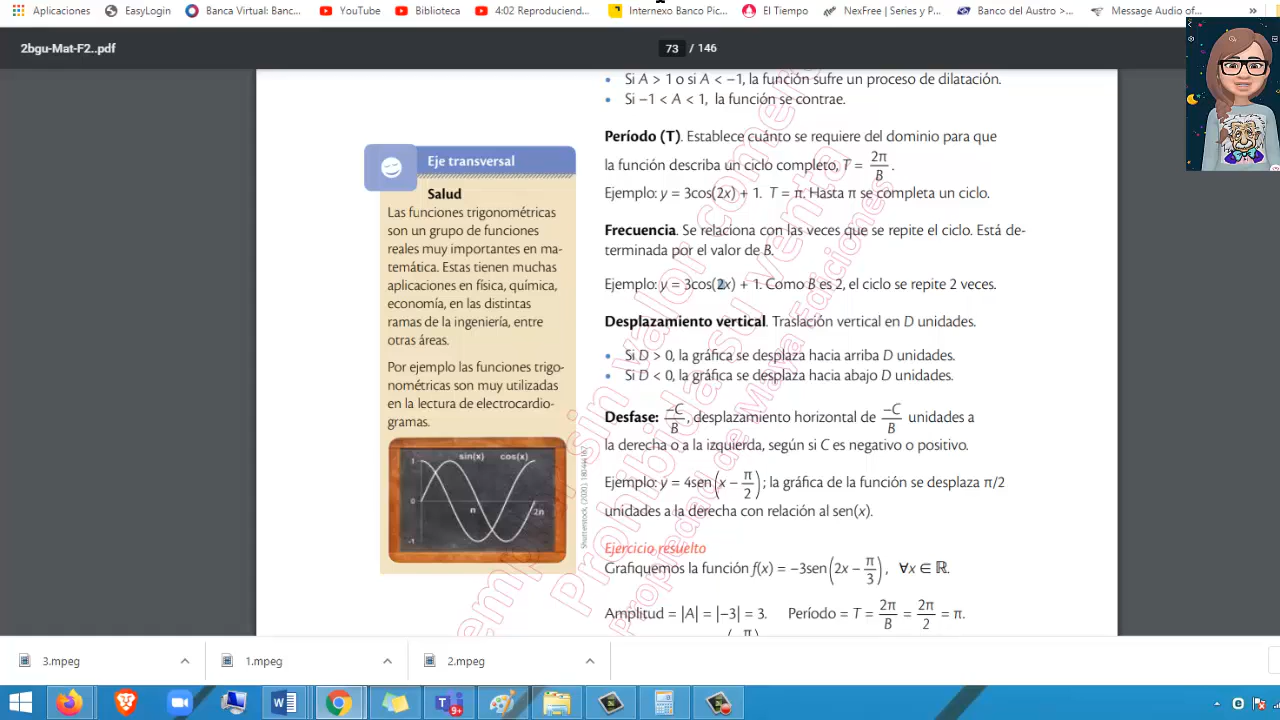 Aplicaciones
EasyLogin
Banca Virtual: Banc...
YouTube
Biblioteca
4:02 Reproduciend...
Internexo Banco Pic...
El Tiempo
NexFree | Series y P...
Banco del Austro >...
Message Audio of...
»
2bgu-Mat-F2..pdf
73 / 146
• Si A > 1 o si A < −1, la función sufre un proceso de dilatación.
• Si −1 < A < 1, la función se contrae.
Período (T). Establece cuánto se requiere del dominio para que
la función describa un ciclo completo, T = 2π/B.
Ejemplo: y = 3cos(2x) + 1. T = π. Hasta π se completa un ciclo.
Frecuencia. Se relaciona con las veces que se repite el ciclo. Está de-
terminada por el valor de B.
Ejemplo: y = 3cos(2x) + 1. Como B es 2, el ciclo se repite 2 veces.
Desplazamiento vertical. Traslación vertical en D unidades.
• Si D > 0, la gráfica se desplaza hacia arriba D unidades.
• Si D < 0, la gráfica se desplaza hacia abajo D unidades.
Desfase: −C/B, desplazamiento horizontal de −C/B unidades a
la derecha o a la izquierda, según si C es negativo o positivo.
Ejemplo: y = 4sen(x − π/2); la gráfica de la función se desplaza π/2
unidades a la derecha con relación al sen(x).
Ejercicio resuelto
Grafiquemos la función f(x) = −3sen(2x − π/3), ∀x ∈ ℝ.
Amplitud = |A| = |−3| = 3. Período = T = 2π/B = 2π/2 = π.
Eje transversal
Salud
Las funciones trigonométricas
son un grupo de funciones
reales muy importantes en ma-
temática. Estas tienen muchas
aplicaciones en física, química,
economía, en las distintas
ramas de la ingeniería, entre
otras áreas.
Por ejemplo las funciones trigo-
nométricas son muy utilizadas
en la lectura de electrocardio-
gramas.
sin(x) cos(x)
1
0
-1
π
2π
Prohibida su venta
3.mpeg
1.mpeg
2.mpeg
9+